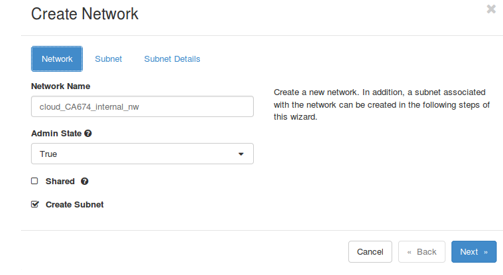 Create Network
Network
Subnet
Subnet Details
Network Name
cloud_CA674_internal_nw
Admin State
True
Shared
Create Subnet
Create a new network. In addition, a subnet associated
with the network can be created in the following steps of
this wizard.
Cancel
« Back
Next »